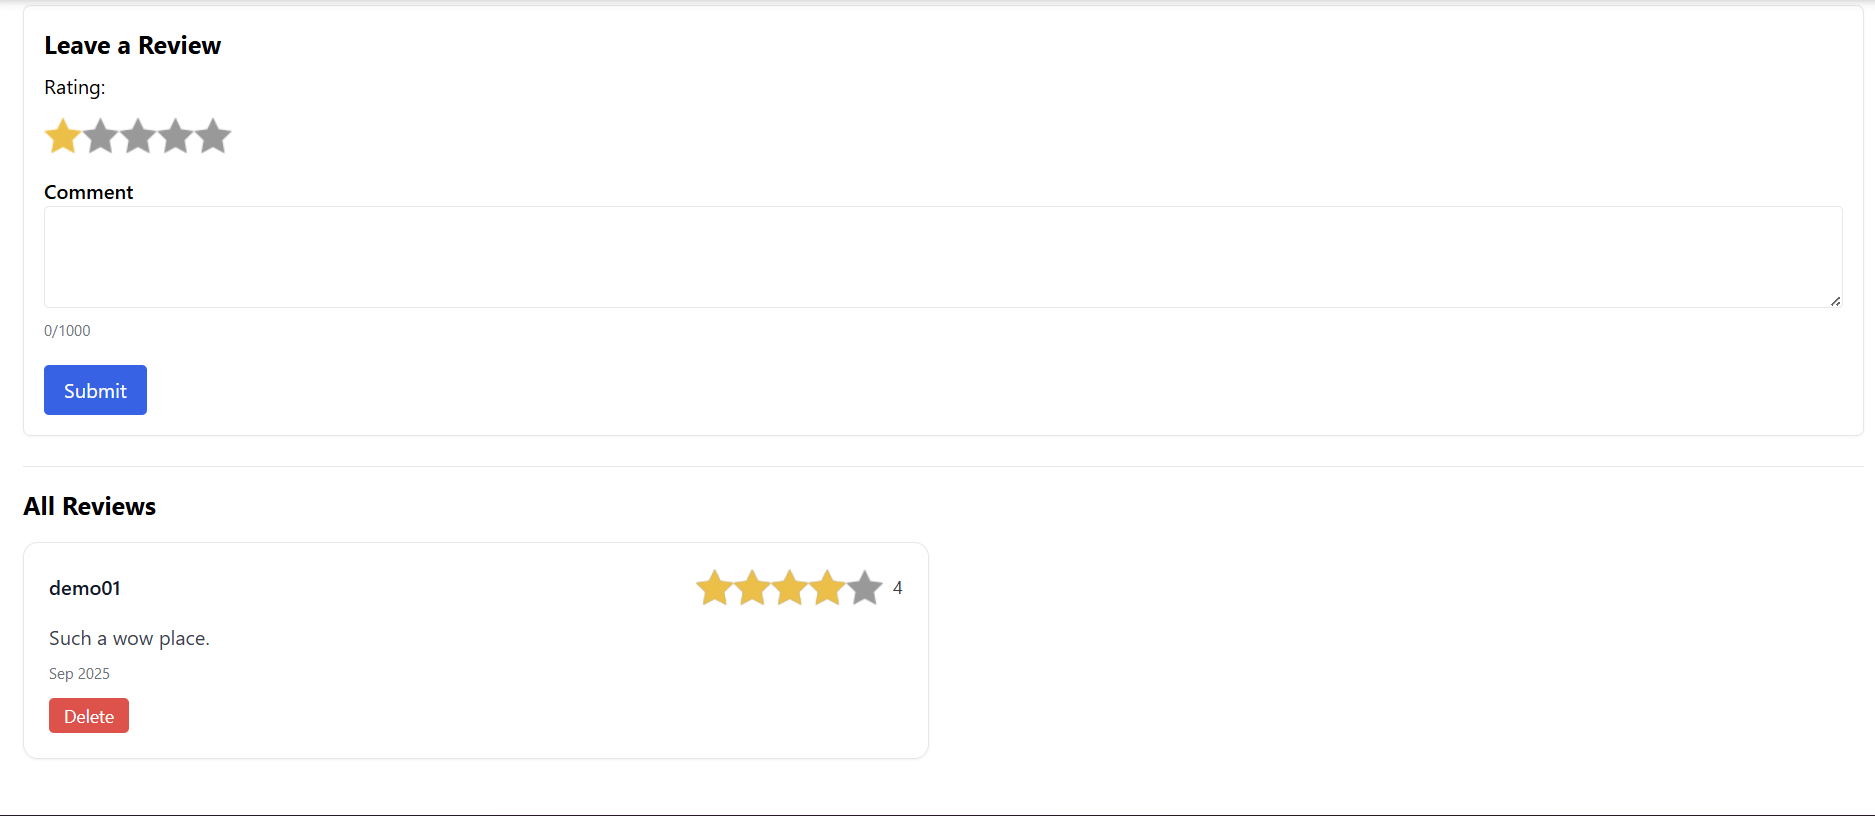 Leave a Review
Rating:
Comment
0/1000
Submit
All Reviews
demo01 4
Such a wow place.
Sep 2025
Delete